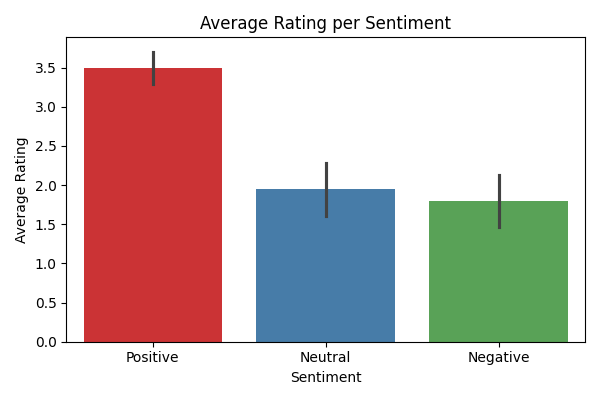 Average Rating per Sentiment
Average Rating
3.5
3.0
2.5
2.0
1.5
1.0
0.5
0.0
Positive Neutral Negative
Sentiment